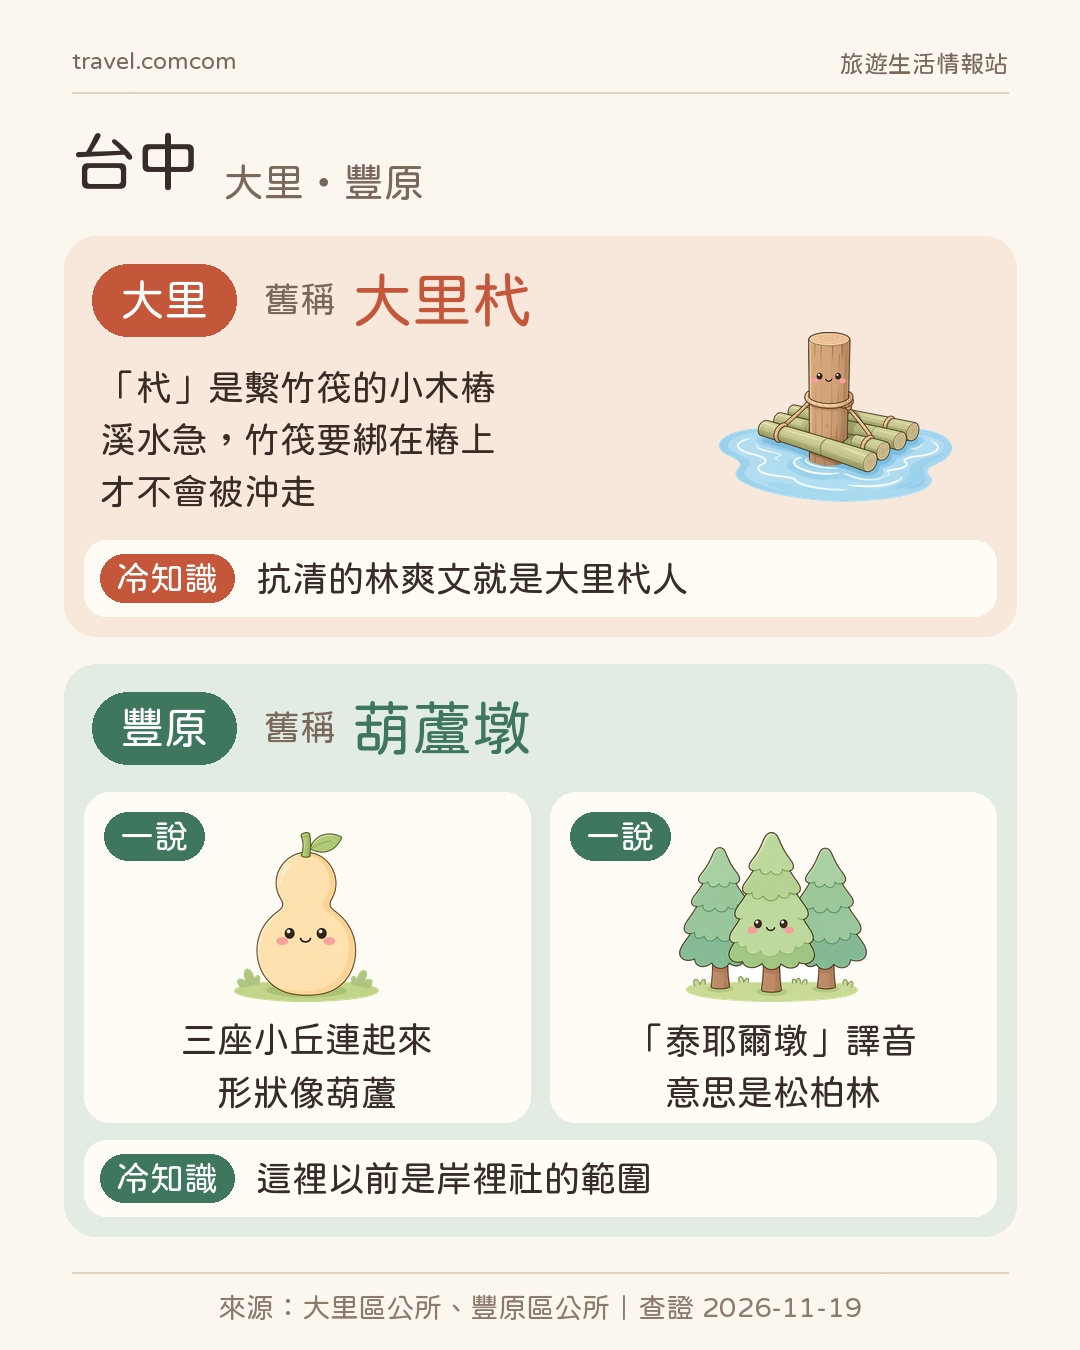 travel.comcom
旅遊生活情報站
台中
大里・豐原
大里
舊稱 大里杙
「杙」是繫竹筏的小木樁
溪水急，竹筏要綁在樁上
才不會被沖走
冷知識
抗清的林爽文就是大里杙人
豐原
舊稱 葫蘆墩
一說
三座小丘連起來
形狀像葫蘆
一說
「泰耶爾墩」譯音
意思是松柏林
冷知識
這裡以前是岸裡社的範圍
來源：大里區公所、豐原區公所｜查證 2026-11-19